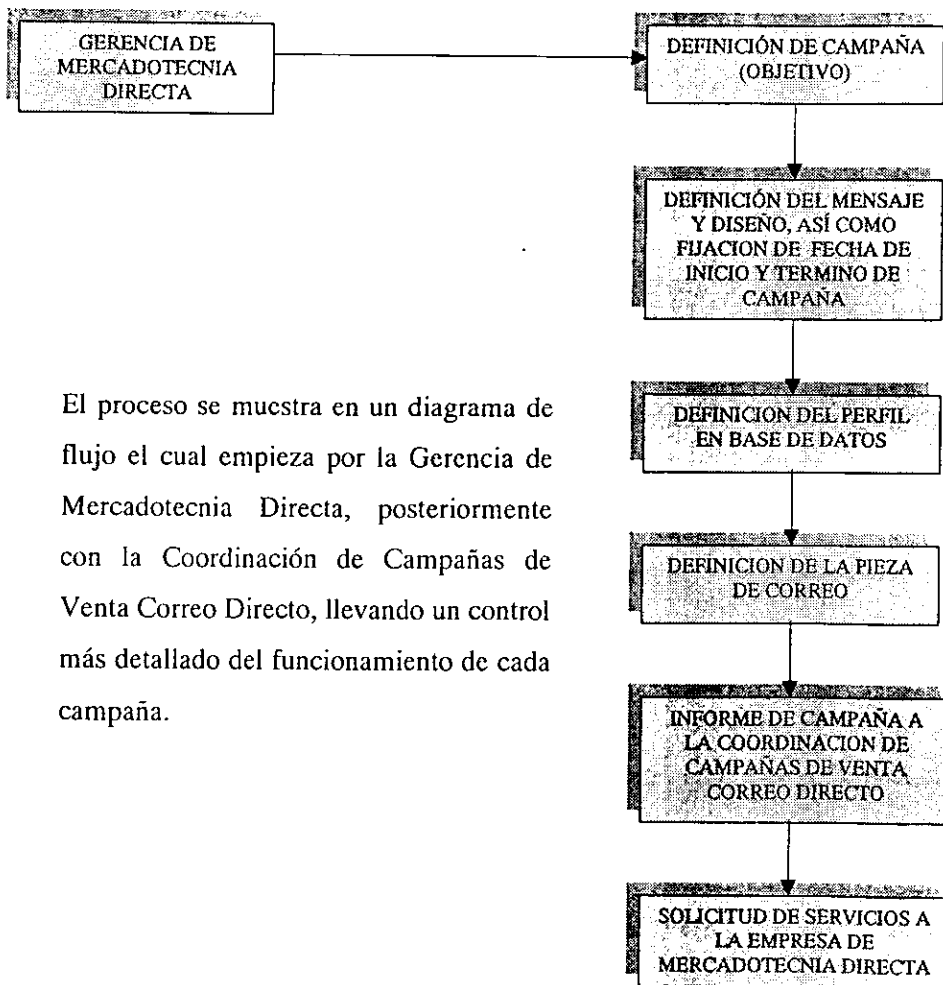 GERENCIA DE
MERCADOTECNIA
DIRECTA
DEFINICIÓN DE CAMPAÑA
(OBJETIVO)
DEFINICIÓN DEL MENSAJE
Y DISEÑO, ASÍ COMO
FIJACION DE FECHA DE
INICIO Y TERMINO DE
CAMPAÑA
DEFINICION DEL PERFIL
EN BASE DE DATOS
DEFINICION DE LA PIEZA
DE CORREO
INFORME DE CAMPAÑA A
LA COORDINACION DE
CAMPAÑAS DE VENTA
CORREO DIRECTO
SOLICITUD DE SERVICIOS A
LA EMPRESA DE
MERCADOTECNIA DIRECTA
El proceso se muestra en un diagrama de
flujo el cual empieza por la Gerencia de
Mercadotecnia Directa, posteriormente
con la Coordinación de Campañas de
Venta Correo Directo, llevando un control
más detallado del funcionamiento de cada
campaña.